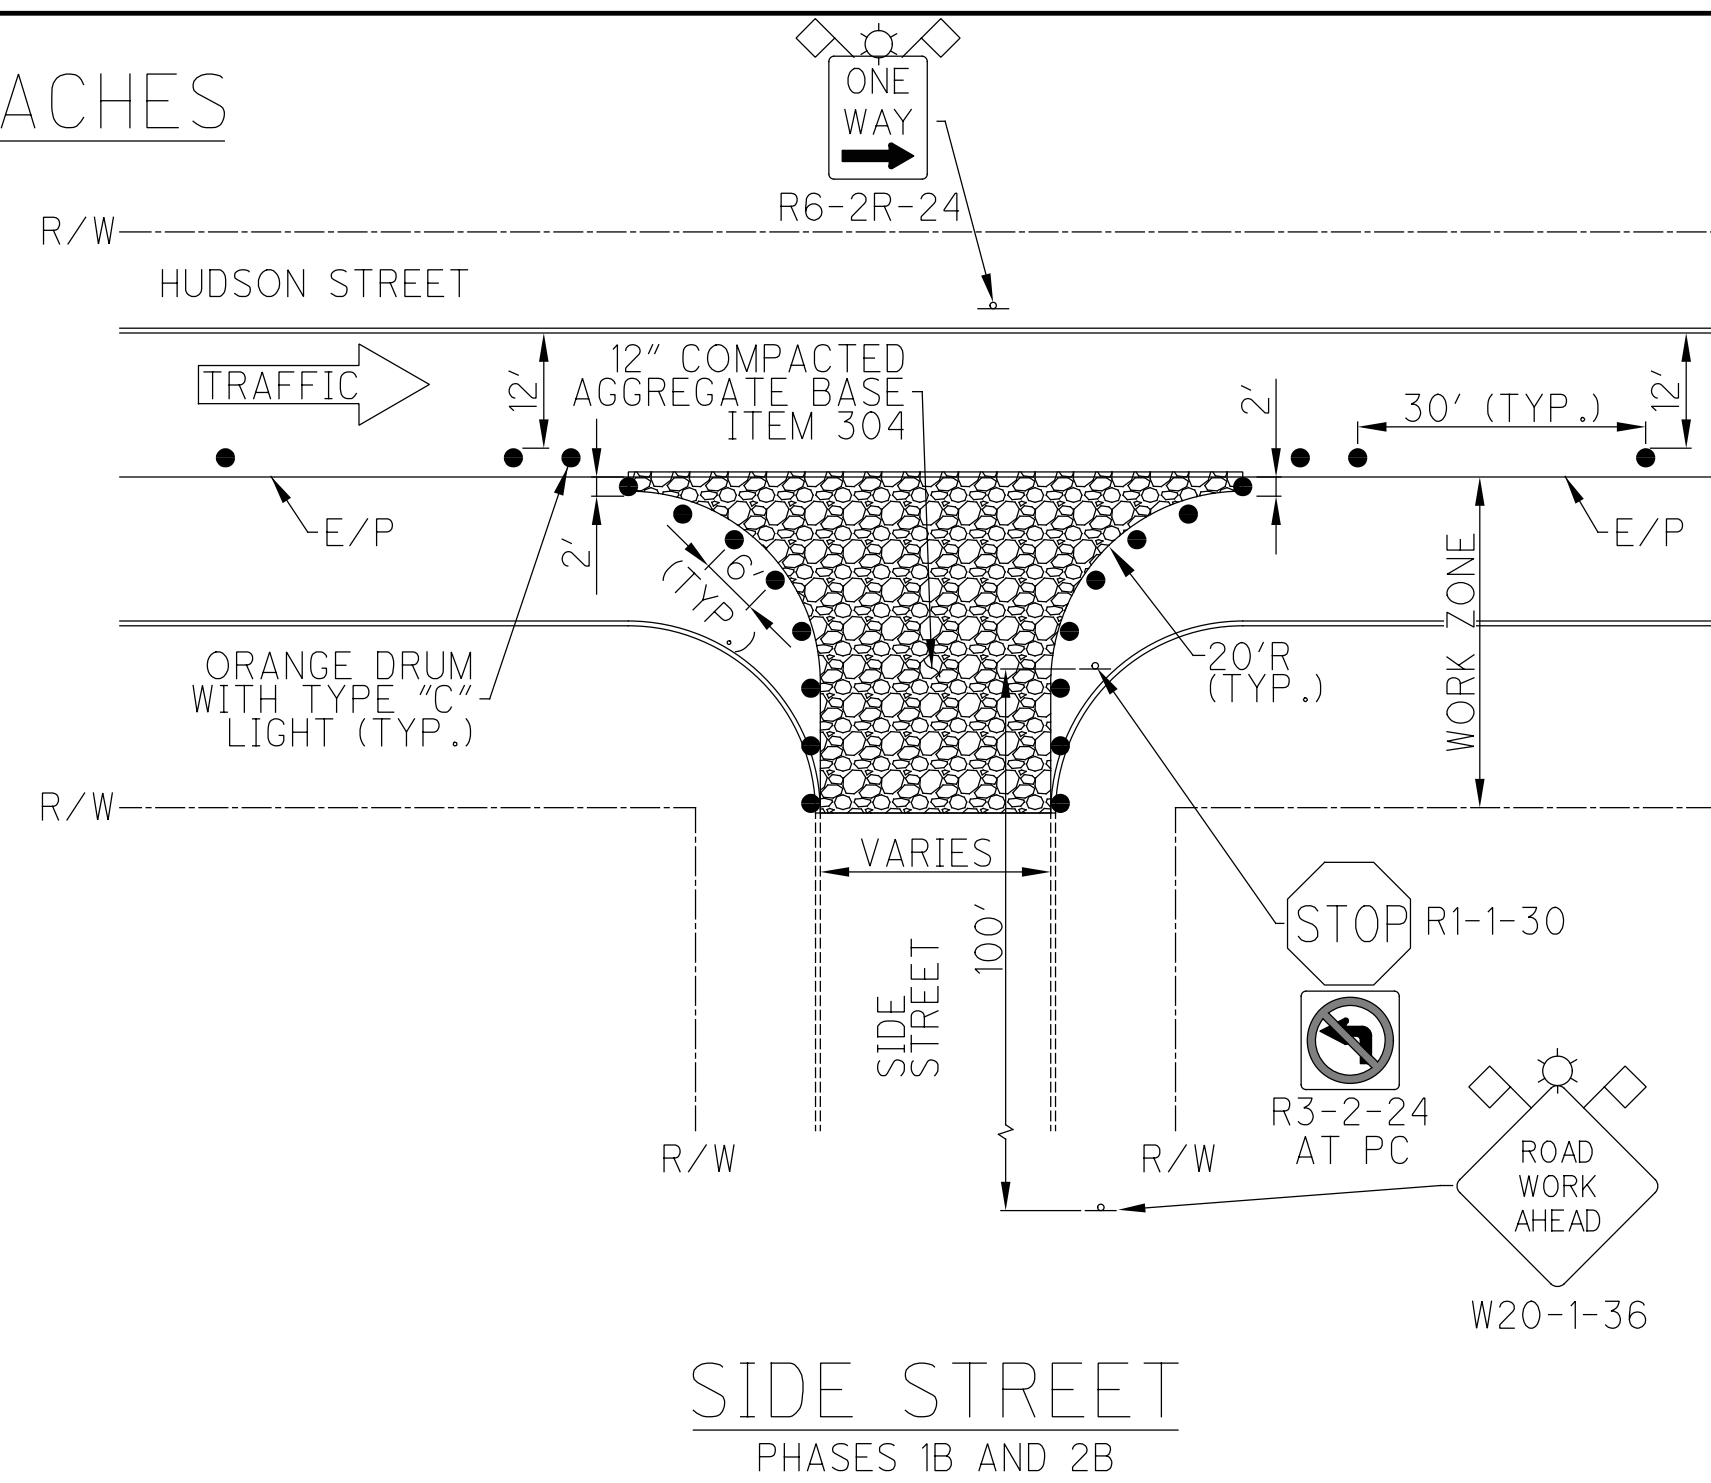 ACHES
ONE
WAY
R6-2R-24
R/W
HUDSON STREET
TRAFFIC
12'
12" COMPACTED
AGGREGATE BASE
ITEM 304
2'
30' (TYP.)
12'
E/P
2'
6'
(TYP.)
E/P
WORK ZONE
ORANGE DRUM
WITH TYPE "C"
LIGHT (TYP.)
20'R
(TYP.)
R/W
VARIES
100'
SIDE
STREET
STOP
R1-1-30
R3-2-24
AT PC
R/W
R/W
ROAD
WORK
AHEAD
W20-1-36
SIDE STREET
PHASES 1B AND 2B